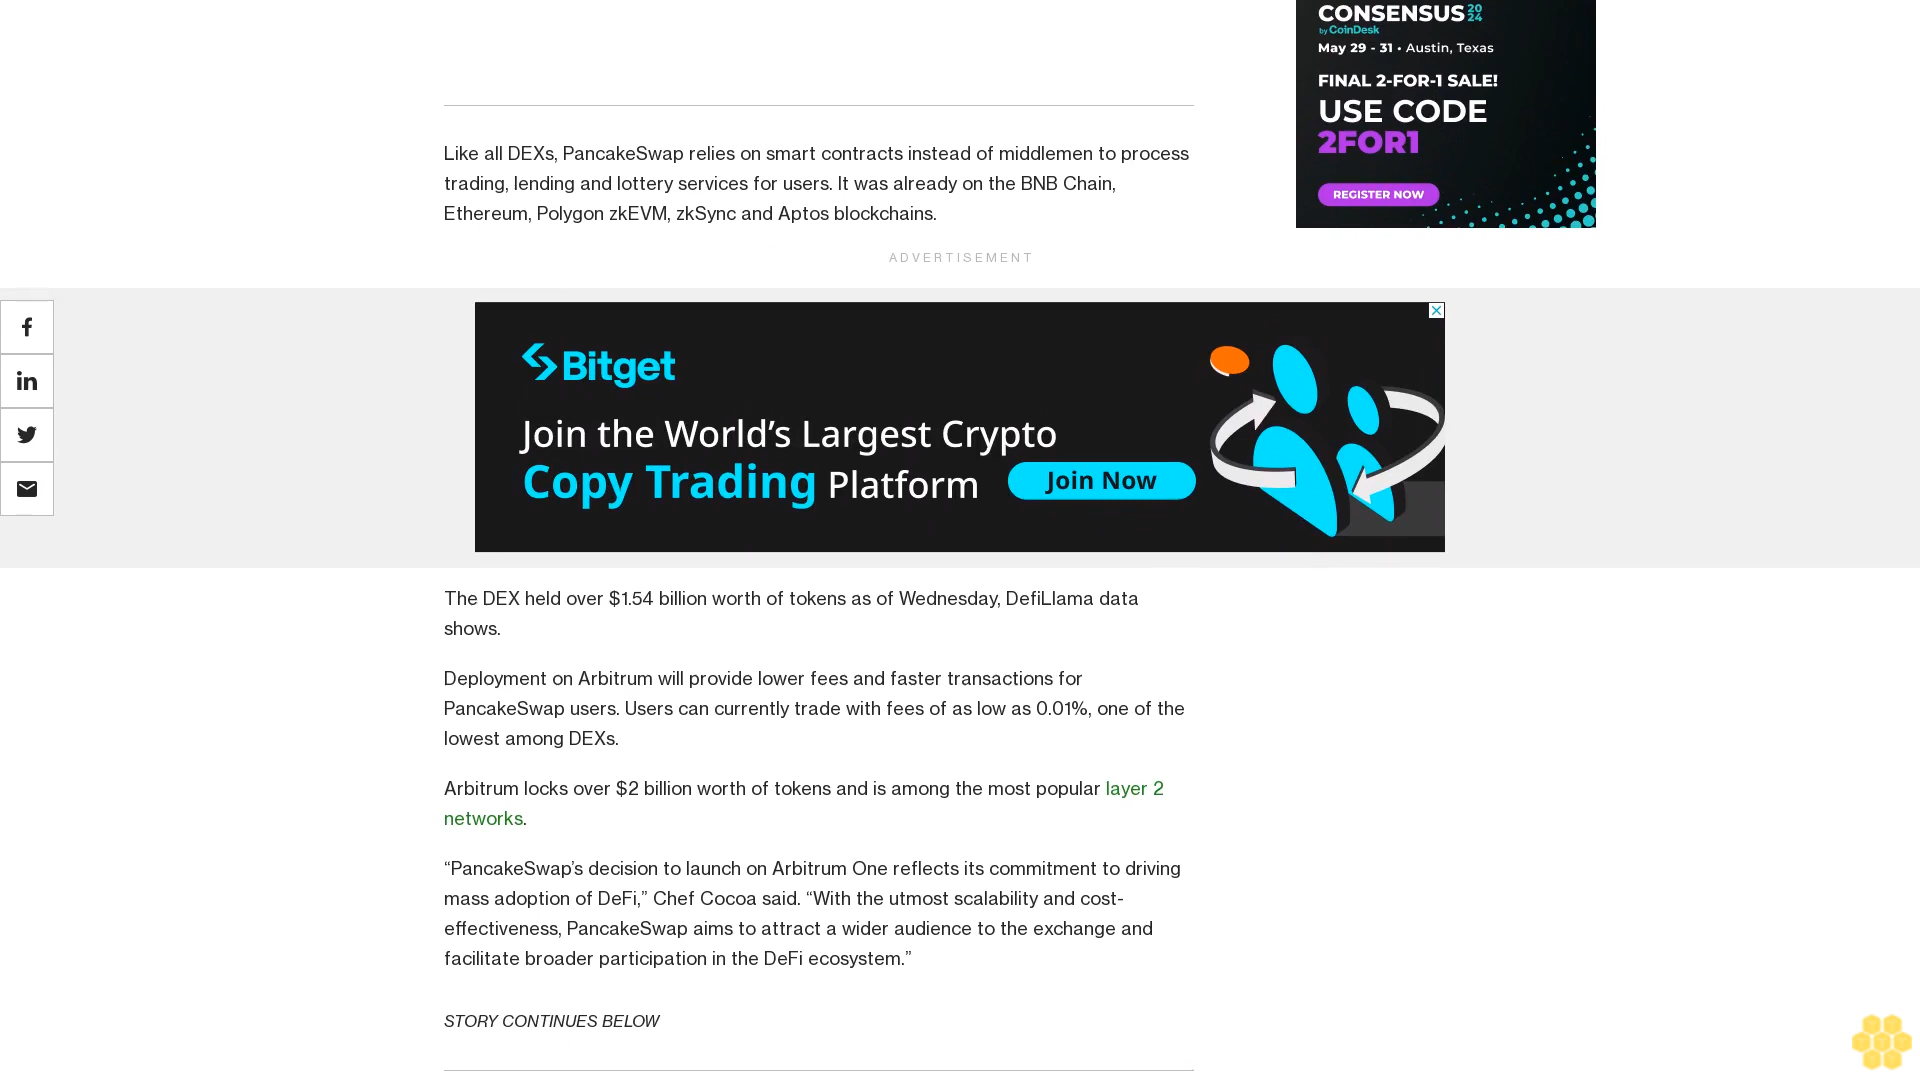 CONSENSUS 20
24
by CoinDesk
May 29 - 31 • Austin, Texas
FINAL 2-FOR-1 SALE!
USE CODE
2FOR1
REGISTER NOW
Like all DEXs, PancakeSwap relies on smart contracts instead of middlemen to process
trading, lending and lottery services for users. It was already on the BNB Chain,
Ethereum, Polygon zkEVM, zkSync and Aptos blockchains.
ADVERTISEMENT
Bitget
Join the World’s Largest Crypto
Copy Trading Platform
Join Now
The DEX held over $1.54 billion worth of tokens as of Wednesday, DefiLlama data
shows.
Deployment on Arbitrum will provide lower fees and faster transactions for
PancakeSwap users. Users can currently trade with fees of as low as 0.01%, one of the
lowest among DEXs.
Arbitrum locks over $2 billion worth of tokens and is among the most popular layer 2
networks.
“PancakeSwap’s decision to launch on Arbitrum One reflects its commitment to driving
mass adoption of DeFi,” Chef Cocoa said. “With the utmost scalability and cost-
effectiveness, PancakeSwap aims to attract a wider audience to the exchange and
facilitate broader participation in the DeFi ecosystem.”
STORY CONTINUES BELOW